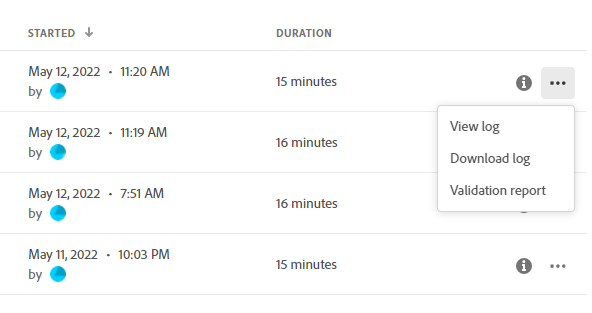 STARTED DURATION
May 12, 2022 • 11:20 AM
by
15 minutes
May 12, 2022 • 11:19 AM
by
16 minutes
May 12, 2022 • 7:51 AM
by
16 minutes
May 11, 2022 • 10:03 PM
by
15 minutes
View log
Download log
Validation report